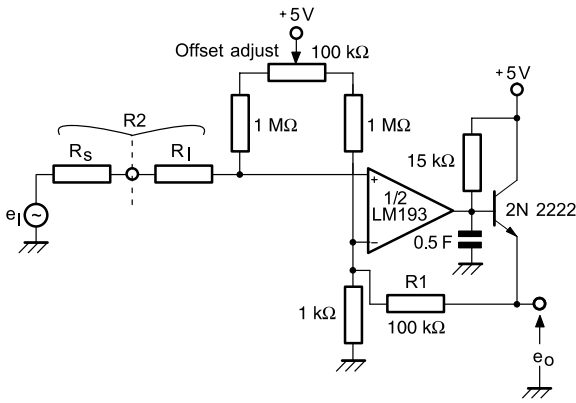 +5V
Offset adjust
100 kΩ
+5V
R2
1 MΩ
1 MΩ
15 kΩ
Rs
RI
+
1/2
LM193
2N 2222
eI
~
0.5 F
−
R1
1 kΩ
100 kΩ
eo